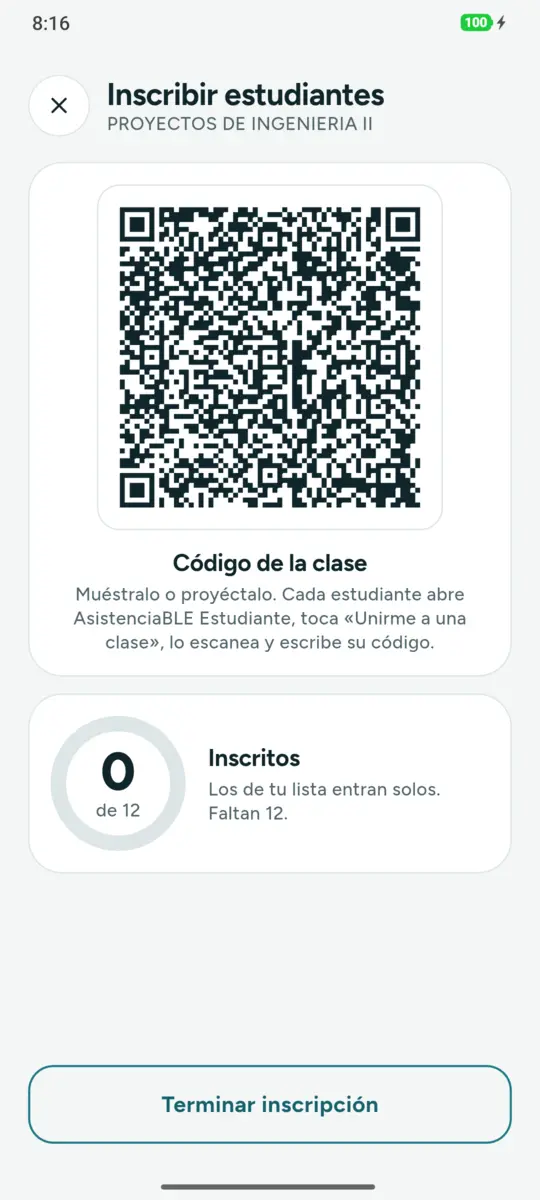 8:16
100
Inscribir estudiantes
PROYECTOS DE INGENIERIA II
Código de la clase
Muéstralo o proyéctalo. Cada estudiante abre
AsistenciaBLE Estudiante, toca «Unirme a una
clase», lo escanea y escribe su código.
0
de 12
Inscritos
Los de tu lista entran solos.
Faltan 12.
Terminar inscripción